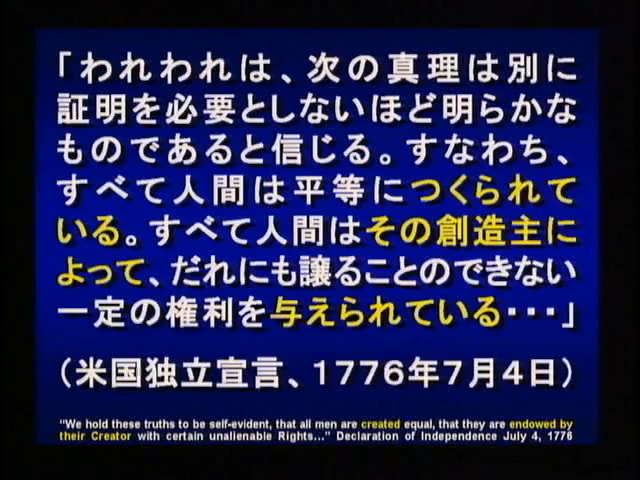 「われわれは、次の真理は別に
証明を必要としないほど明らかな
ものであると信じる。すなわち、
すべて人間は平等につくられて
いる。すべて人間はその創造主に
よって、だれにも譲ることのできない
一定の権利を与えられている・・・」
（米国独立宣言、１７７６年７月４日）
"We hold these truths to be self-evident, that all men are created equal, that they are endowed by
their Creator with certain unalienable Rights…" Declaration of Independence July 4, 1776